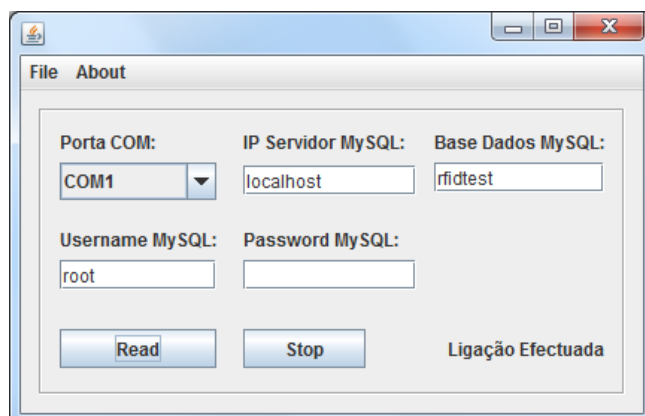 File About
Porta COM: IP Servidor MySQL: Base Dados MySQL:
COM1 localhost rfidtest
Username MySQL: Password MySQL:
root
Read Stop Ligação Efectuada